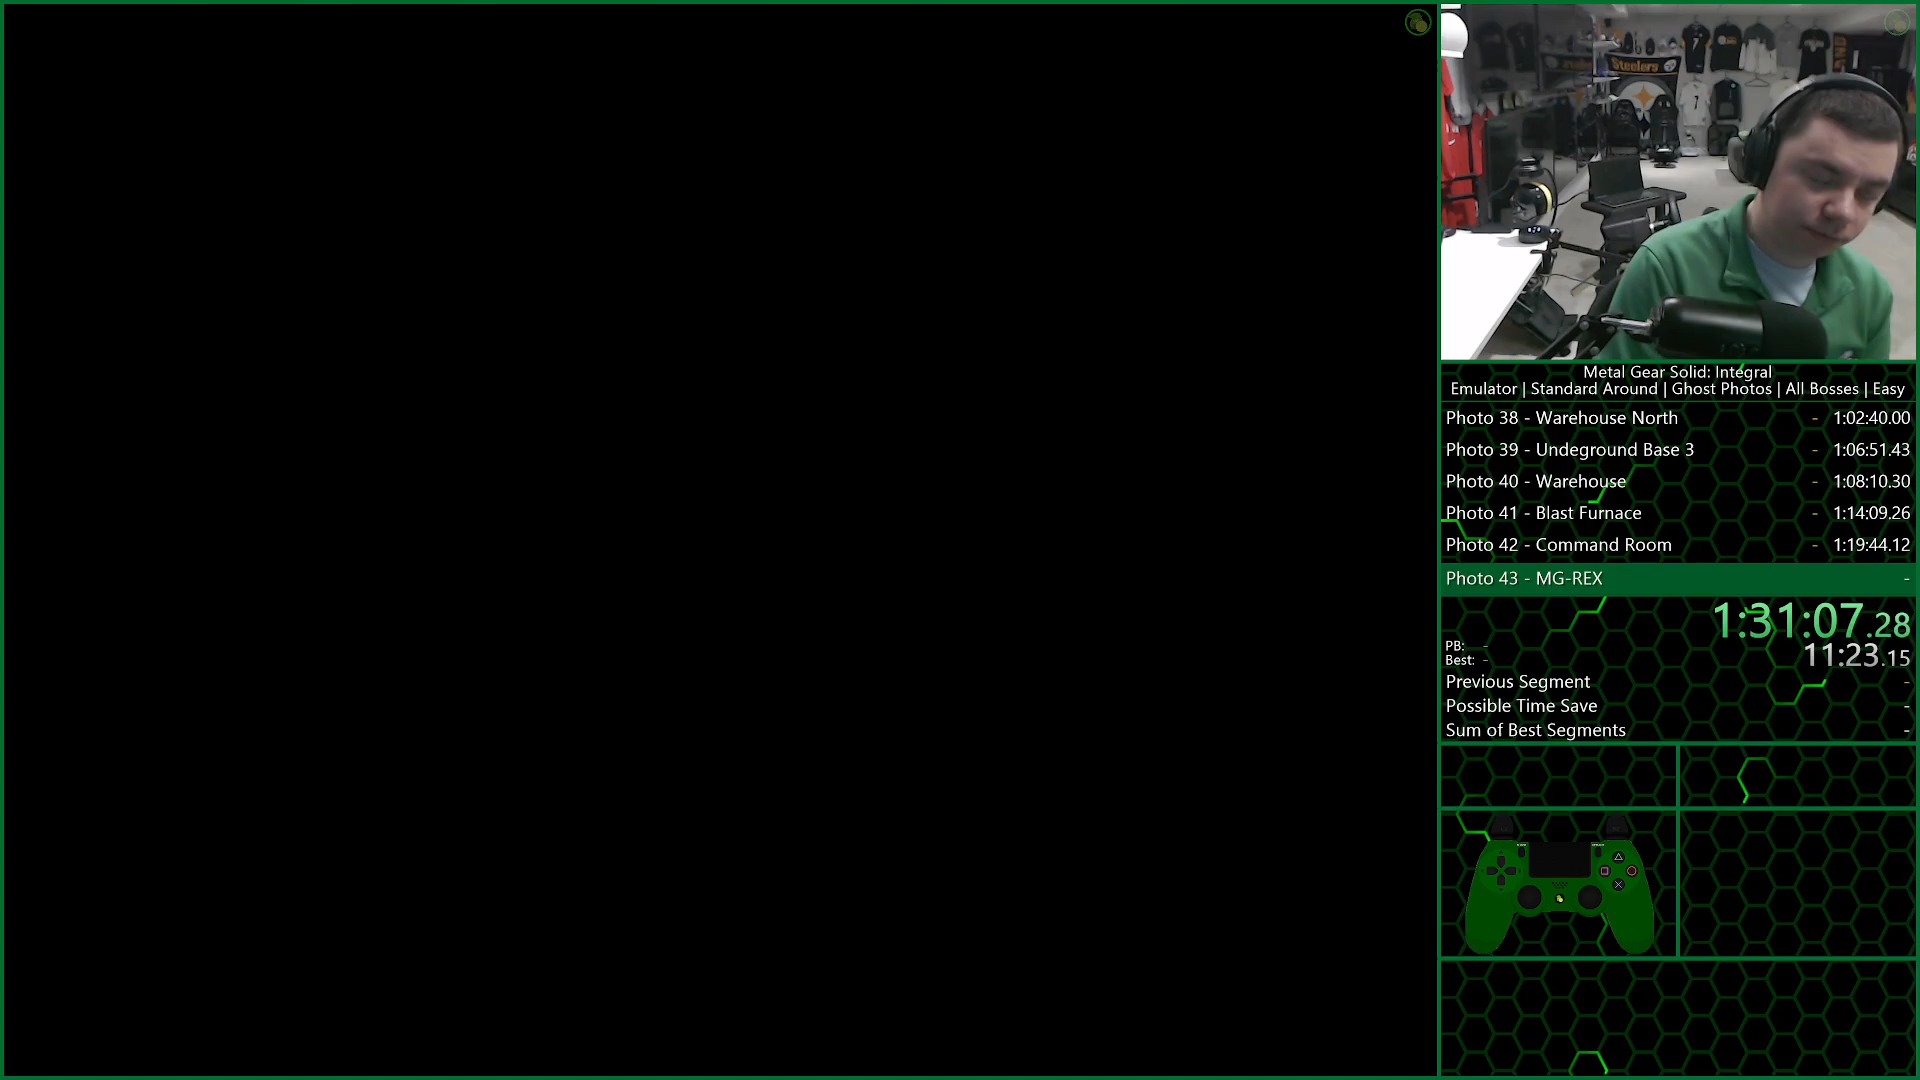 Steelers
Metal Gear Solid: Integral
Emulator | Standard Around | Ghost Photos | All Bosses | Easy
Photo 38 - Warehouse North - 1:02:40.00
Photo 39 - Undeground Base 3 - 1:06:51.43
Photo 40 - Warehouse - 1:08:10.30
Photo 41 - Blast Furnace - 1:14:09.26
Photo 42 - Command Room - 1:19:44.12
Photo 43 - MG-REX -
1:31:07.28
PB: -
Best: -
11:23.15
Previous Segment -
Possible Time Save -
Sum of Best Segments -